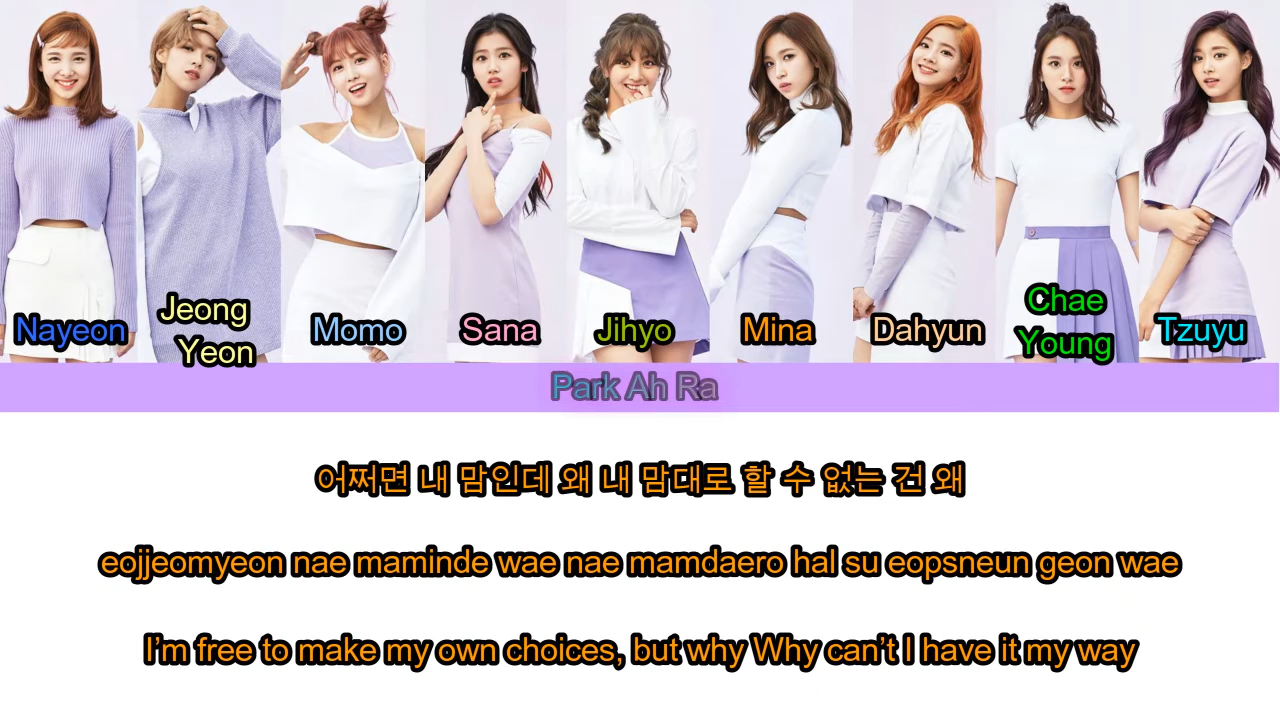 Nayeon
Jeong
Yeon
Momo
Sana
Jihyo
Mina
Dahyun
Chae
Young
Tzuyu
Park Ah Ra
어쩌면 내 맘인데 왜 내 맘대로 할 수 없는 건 왜
eojjeomyeon nae maminde wae nae mamdaero hal su eopsneun geon wae
I’m free to make my own choices, but why Why can’t I have it my way